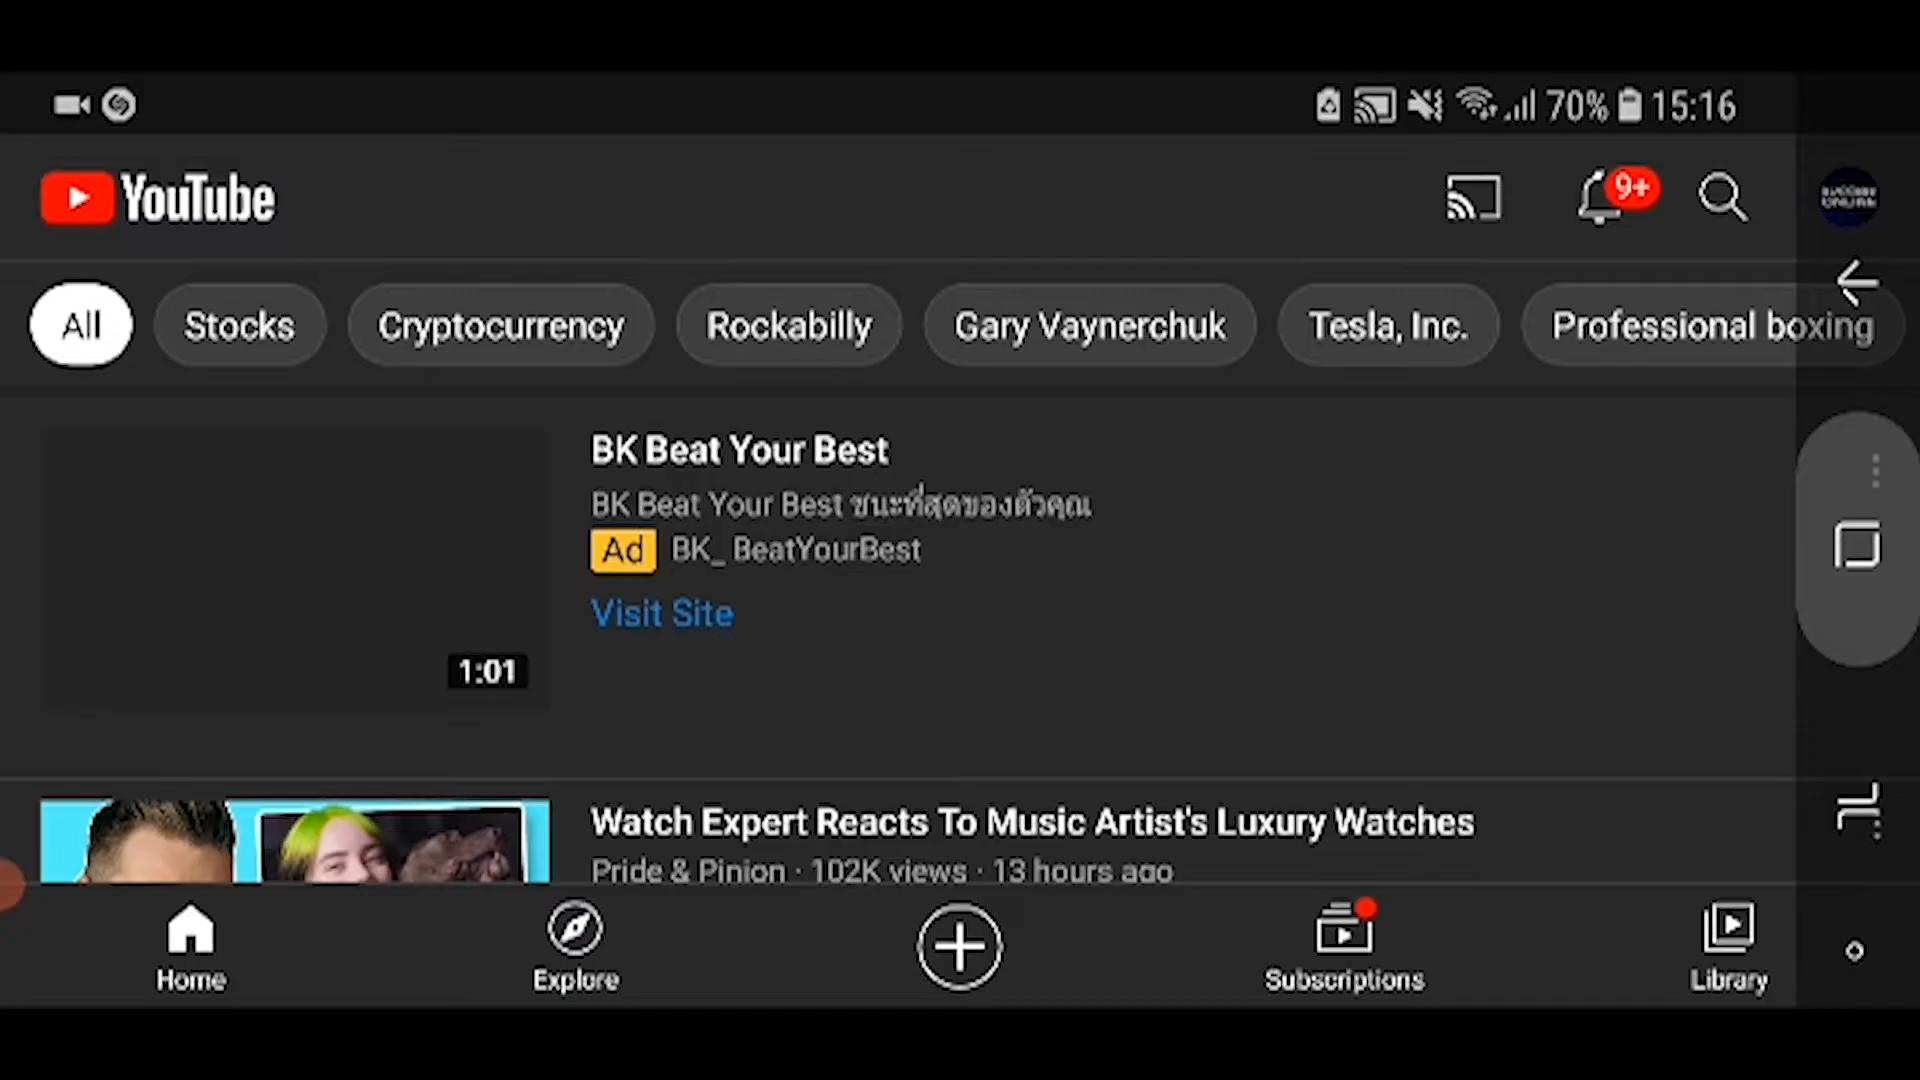 70% 15:16
YouTube 9+
All Stocks Cryptocurrency Rockabilly Gary Vaynerchuk Tesla, Inc. Professional boxing
BK Beat Your Best
BK Beat Your Best ชนะที่สุดของตัวคุณ
Ad BK_ BeatYourBest
Visit Site
1:01
Watch Expert Reacts To Music Artist's Luxury Watches
Pride & Pinion · 102K views · 13 hours ago
Home Explore Subscriptions Library